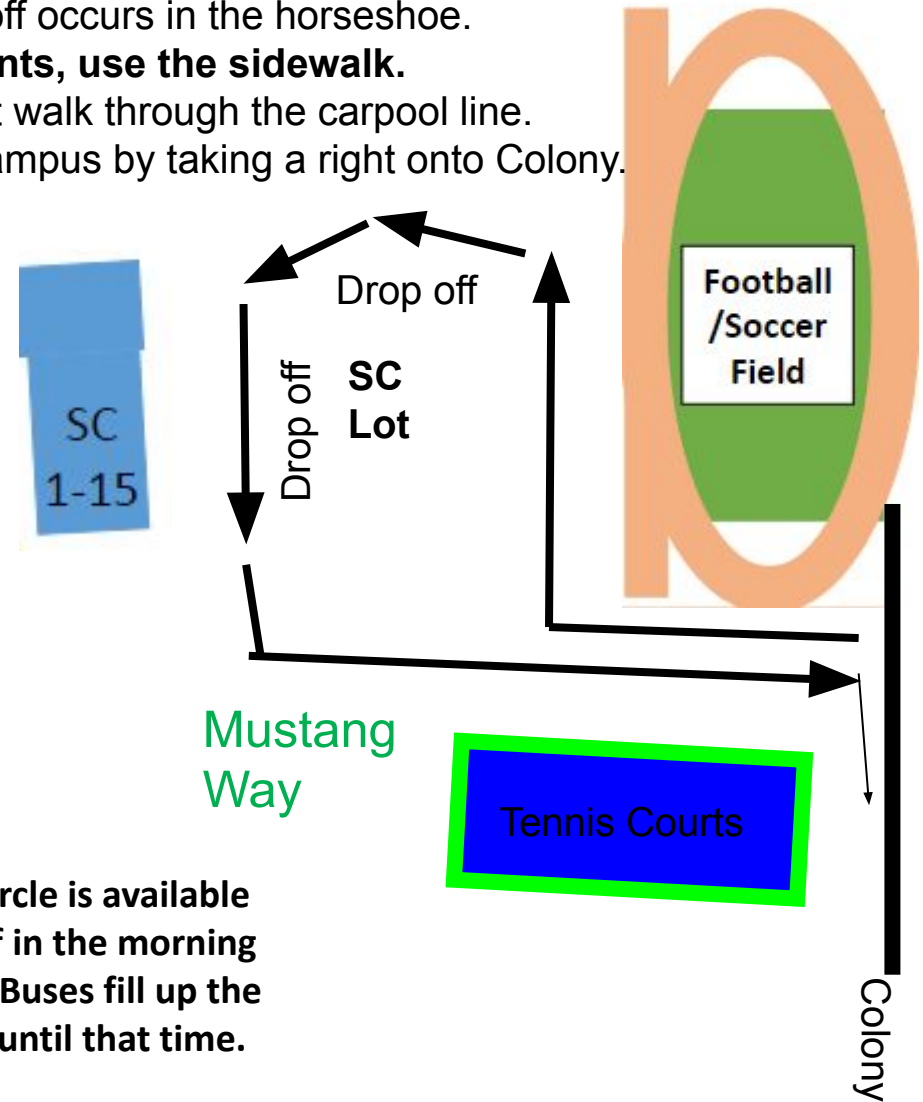 off occurs in the horseshoe.
nts, use the sidewalk.
t walk through the carpool line.
ampus by taking a right onto Colony.
Football
/Soccer
Field
Drop off
Drop off
SC
Lot
SC
1-15
Mustang
Way
Tennis Courts
rcle is available
f in the morning
Buses fill up the
until that time.
Colony